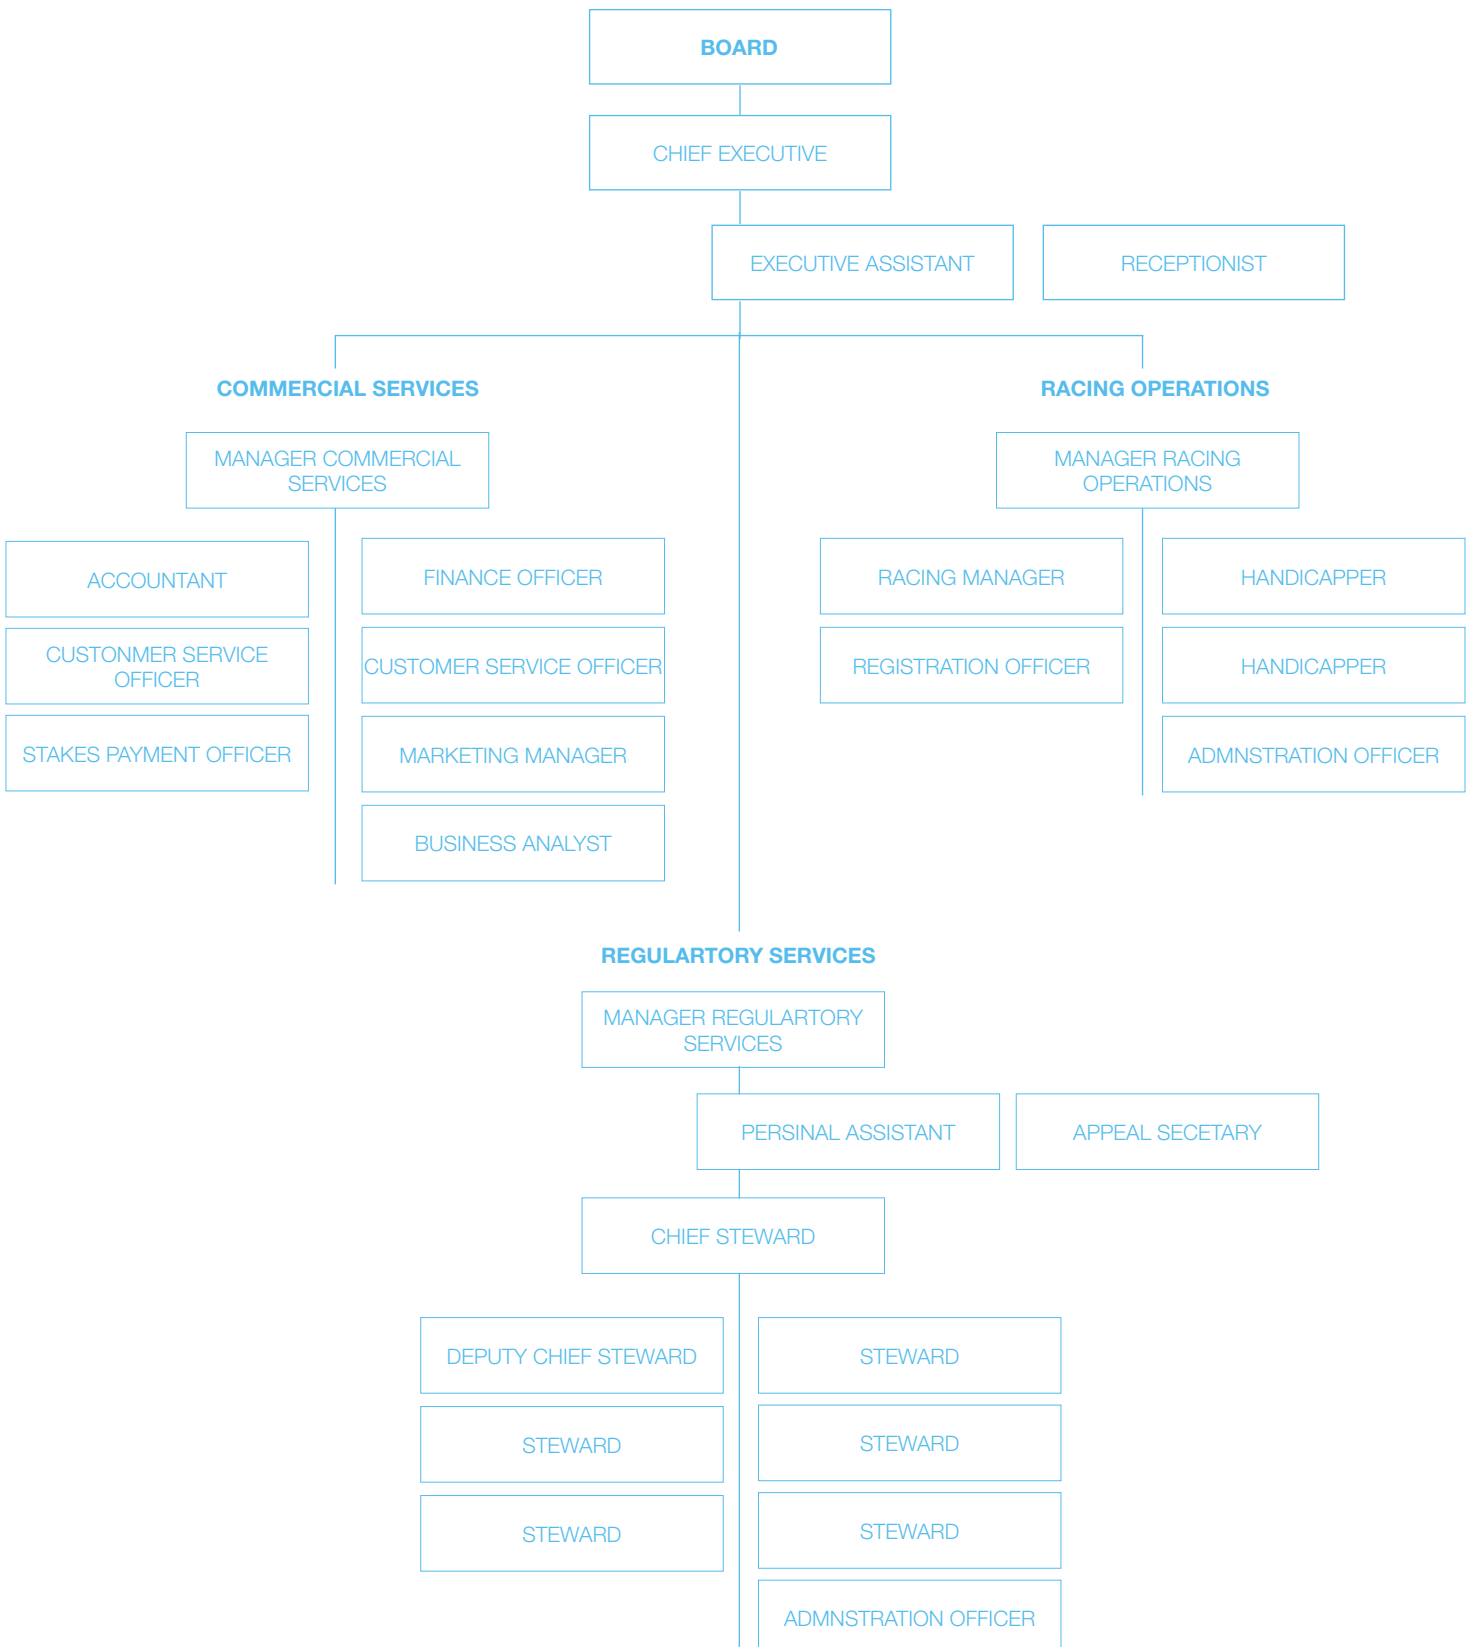 BOARD
CHIEF EXECUTIVE
EXECUTIVE ASSISTANT
RECEPTIONIST
COMMERCIAL SERVICES
RACING OPERATIONS
MANAGER COMMERCIAL
SERVICES
MANAGER RACING
OPERATIONS
ACCOUNTANT
FINANCE OFFICER
CUSTONMER SERVICE
OFFICER
CUSTOMER SERVICE OFFICER
STAKES PAYMENT OFFICER
MARKETING MANAGER
BUSINESS ANALYST
RACING MANAGER
HANDICAPPER
REGISTRATION OFFICER
HANDICAPPER
ADMNSTRATION OFFICER
REGULARTORY SERVICES
MANAGER REGULARTORY
SERVICES
PERSINAL ASSISTANT
APPEAL SECETARY
CHIEF STEWARD
DEPUTY CHIEF STEWARD
STEWARD
STEWARD
STEWARD
STEWARD
STEWARD
ADMNSTRATION OFFICER